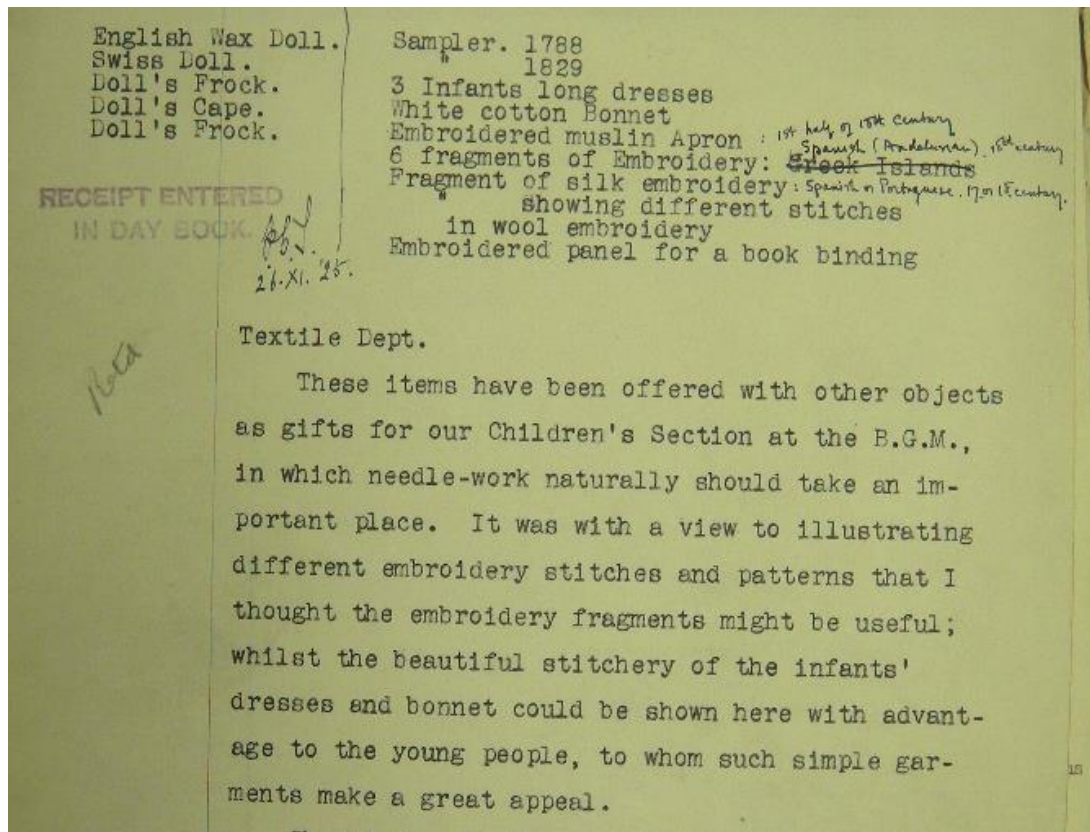 English Wax Doll.
Swiss Doll.
Doll's Frock.
Doll's Cape.
Doll's Frock.
RECEIPT ENTERED
IN DAY BOOK.
26.XI.'25.
Sampler. 1788
" 1829
3 Infants long dresses
White cotton Bonnet
Embroidered muslin Apron : 1st half of 18th century
Spanish (Andalusian). 18th century
6 fragments of Embroidery: Greek Islands
Fragment of silk embroidery: Spanish or Portuguese. 17 or 18 century.
" showing different stitches
in wool embroidery
Embroidered panel for a book binding
Textile Dept.
These items have been offered with other objects
as gifts for our Children's Section at the B.G.M.,
in which needle-work naturally should take an im-
portant place. It was with a view to illustrating
different embroidery stitches and patterns that I
thought the embroidery fragments might be useful;
whilst the beautiful stitchery of the infants'
dresses and bonnet could be shown here with advant-
age to the young people, to whom such simple gar-
ments make a great appeal.